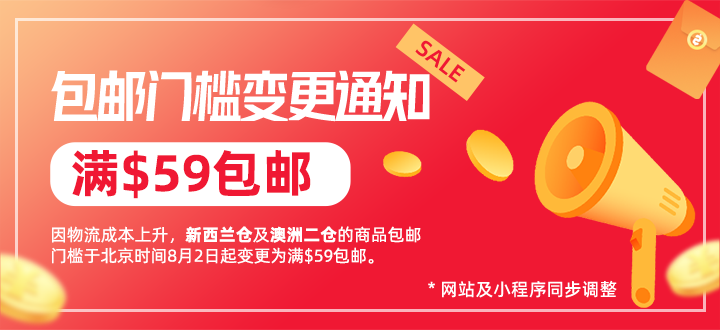 SALE
包邮门槛变更通知
满$59包邮
因物流成本上升，新西兰仓及澳洲二仓的商品包邮
门槛于北京时间8月2日起变更为满$59包邮。
* 网站及小程序同步调整